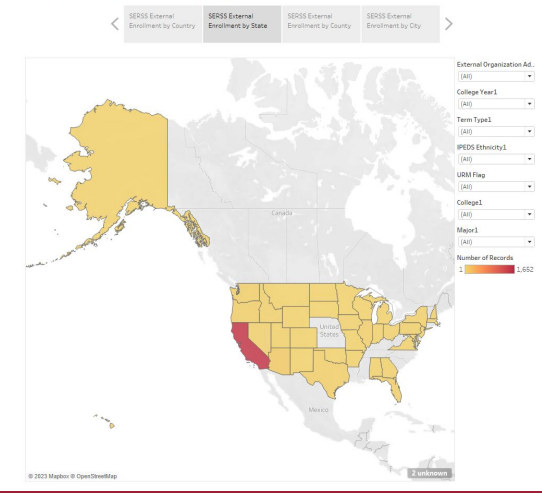 SERSS External
Enrollment by Country
SERSS External
Enrollment by State
SERSS External
Enrollment by County
SERSS External
Enrollment by City
External Organization Ad..
(All)
College Year1
(All)
Term Type1
(All)
IPEDS Ethnicity1
(All)
URM Flag
(All)
College1
(All)
Major1
(All)
Number of Records
1 1,652
Canada
United
States
Mexico
© 2023 Mapbox © OpenStreetMap
2 unknown